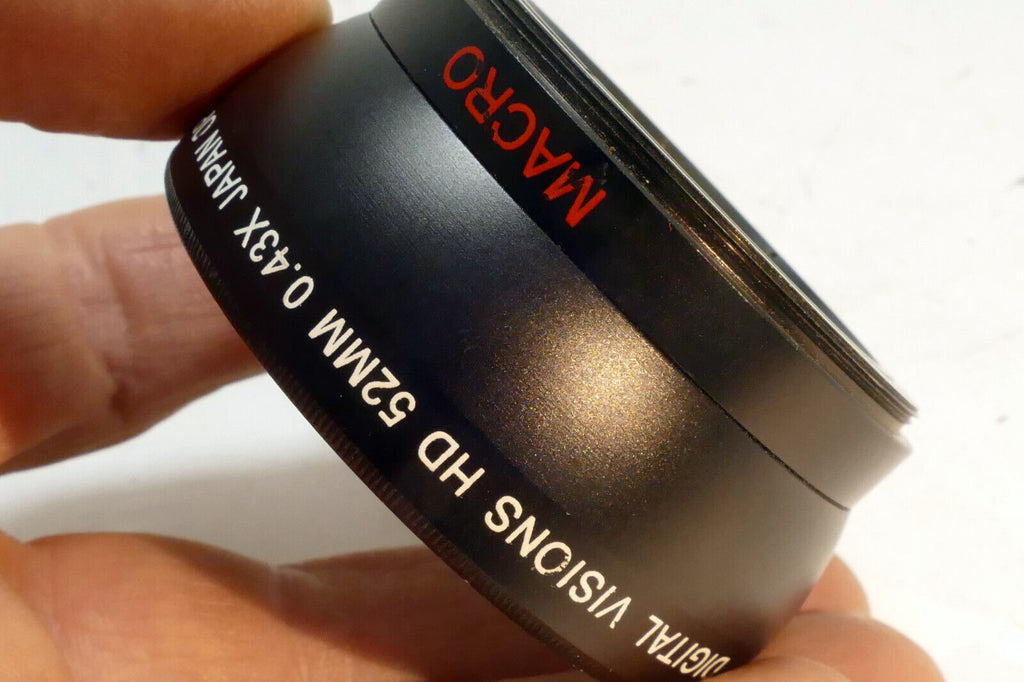 MACRO
DIGITAL VISIONS HD 52MM 0.43X JAPAN